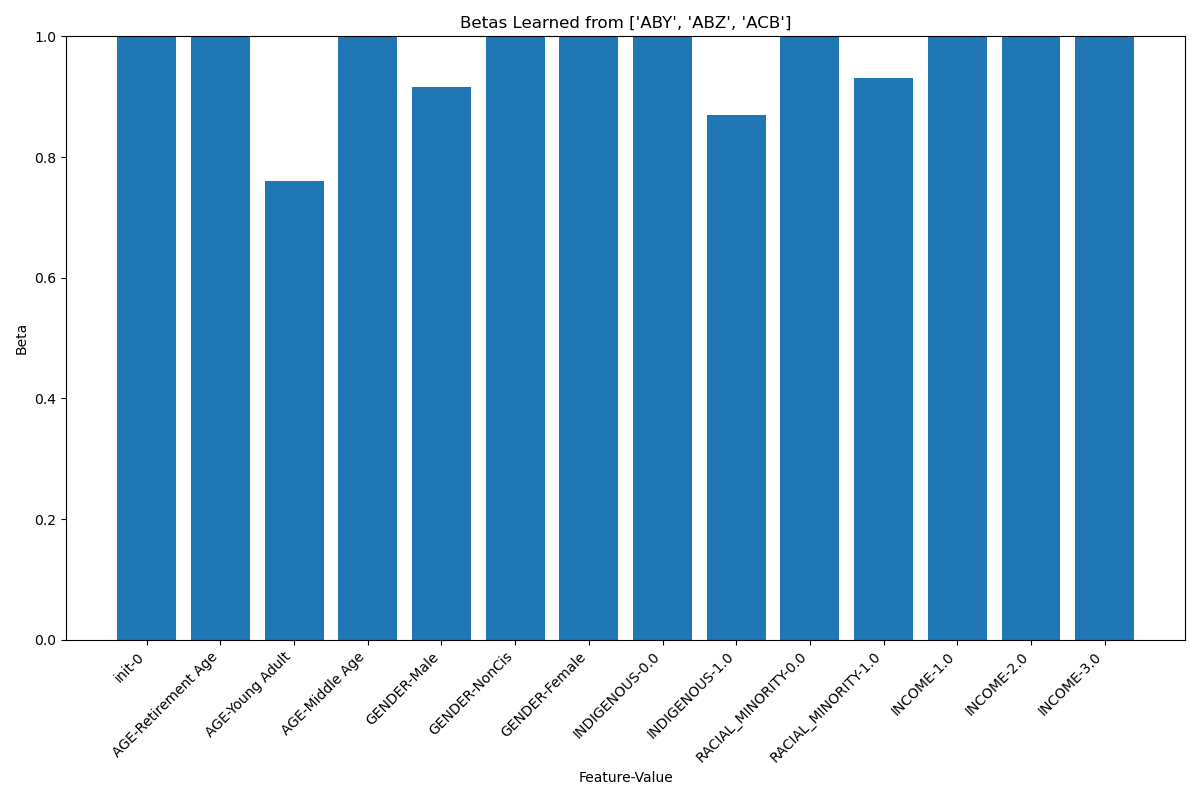 Betas Learned from ['ABY', 'ABZ', 'ACB']
1.0
0.8
0.6
0.4
0.2
0.0
Beta
init-0
AGE-Retirement Age
AGE-Young Adult
AGE-Middle Age
GENDER-Male
GENDER-NonCis
GENDER-Female
INDIGENOUS-0.0
INDIGENOUS-1.0
RACIAL_MINORITY-0.0
RACIAL_MINORITY-1.0
INCOME-1.0
INCOME-2.0
INCOME-3.0
Feature-Value